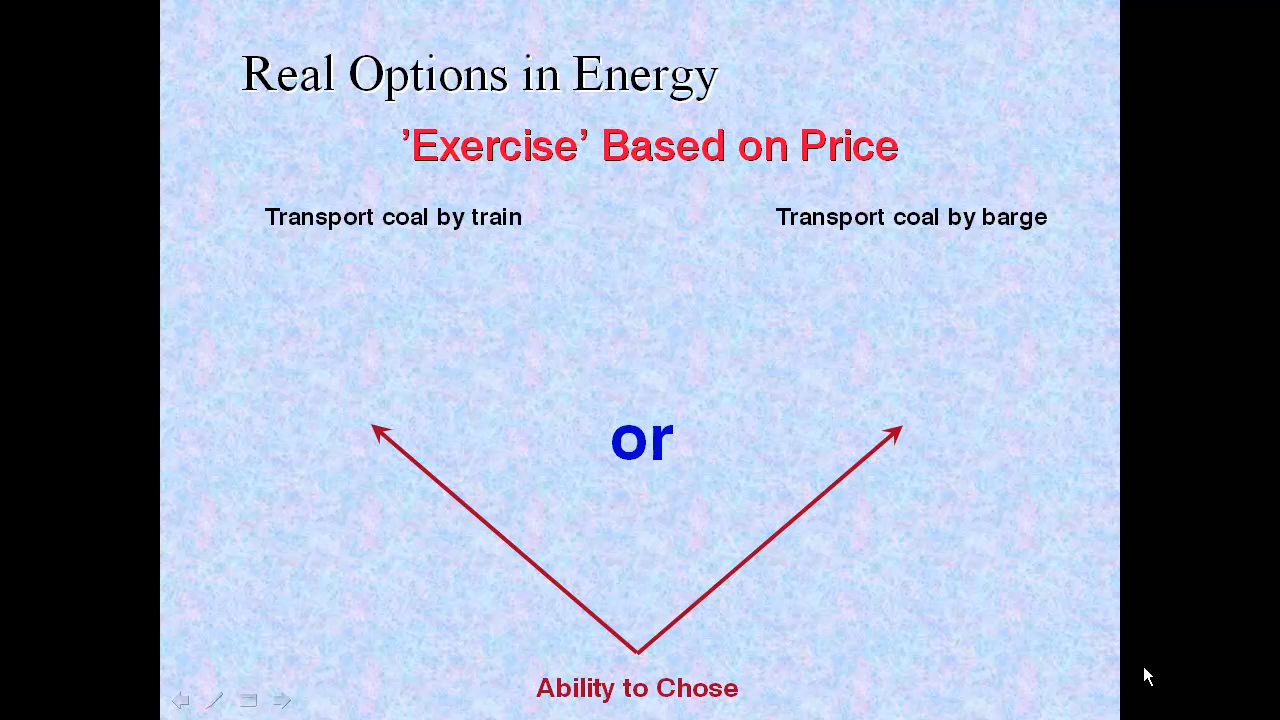 Real Options in Energy
’Exercise’ Based on Price
Transport coal by train
Transport coal by barge
or
Ability to Chose